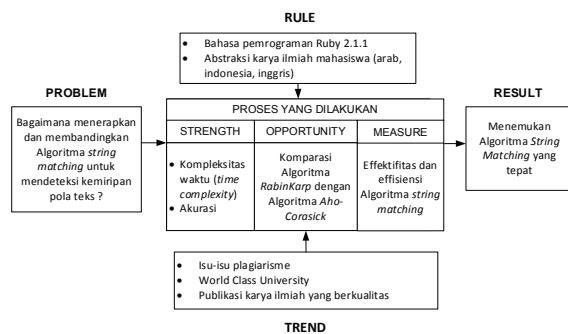 RULE
• Bahasa pemrograman Ruby 2.1.1
• Abstraksi karya ilmiah mahasiswa (arab,
indonesia, inggris)
PROBLEM
Bagaimana menerapkan
dan membandingkan
Algoritma string
matching untuk
mendeteksi kemiripan
pola teks ?
PROSES YANG DILAKUKAN
STRENGTH
• Kompleksitas
waktu (time
complexity)
• Akurasi
OPPORTUNITY
Komparasi
Algoritma
RabinKarp dengan
Algoritma Aho-
Corasick
MEASURE
Effektifitas dan
effisiensi
Algoritma string
matching
RESULT
Menemukan
Algoritma String
Matching yang
tepat
• Isu-isu plagiarisme
• World Class University
• Publikasi karya ilmiah yang berkualitas
TREND